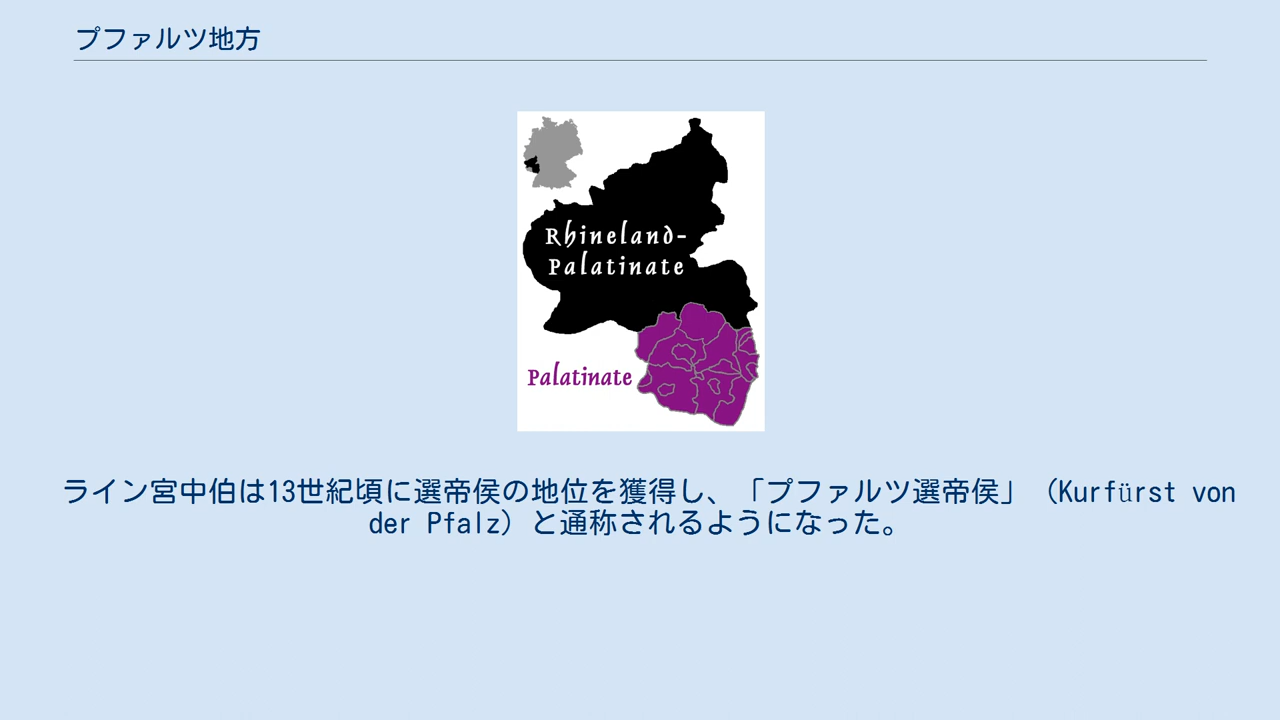 プファルツ地方
Rhineland-
Palatinate
Palatinate
ライン宮中伯は13世紀頃に選帝侯の地位を獲得し、「プファルツ選帝侯」（Kurfürst von
der Pfalz）と通称されるようになった。